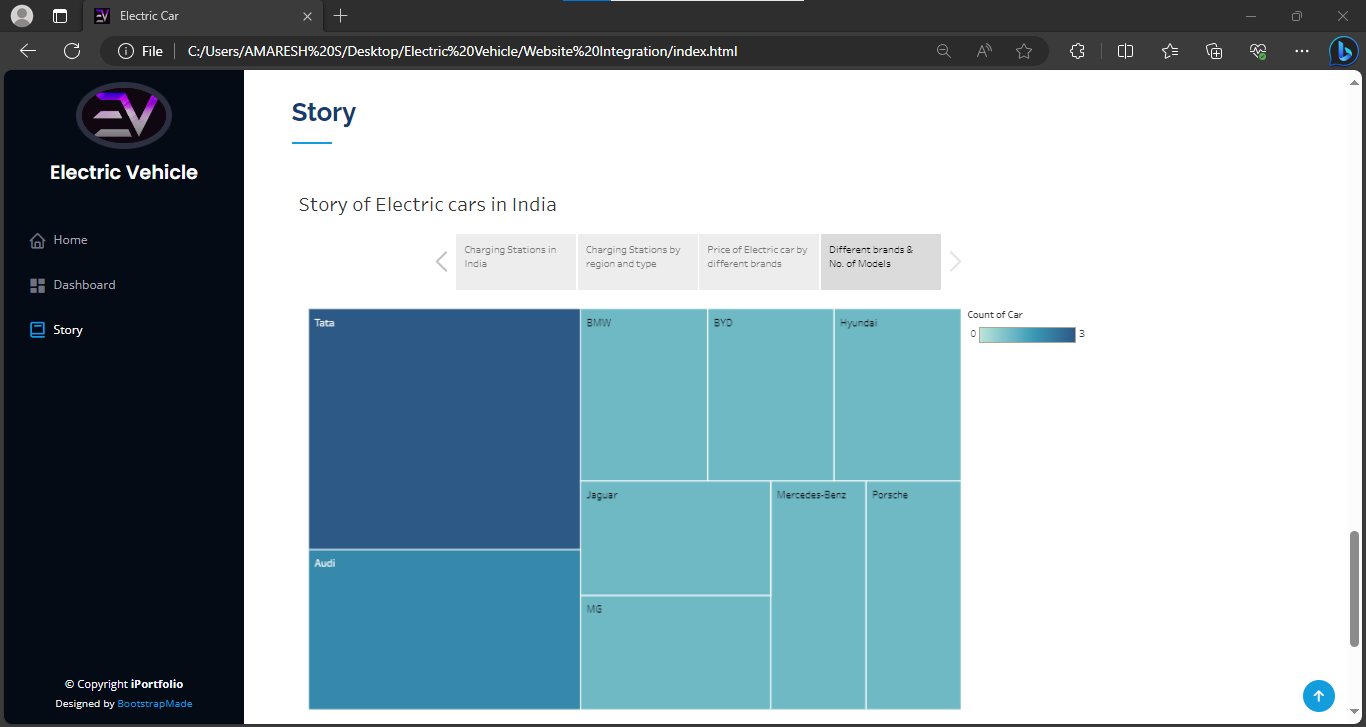 Electric Car
File
C:/Users/AMARESH%20S/Desktop/Electric%20Vehicle/Website%20Integration/index.html
EV
Electric Vehicle
Home
Dashboard
Story
© Copyright iPortfolio
Designed by BootstrapMade
Story
Story of Electric cars in India
Charging Stations in
India
Charging Stations by
region and type
Price of Electric car by
different brands
Different brands &
No. of Models
Tata
BMW
BYD
Hyundai
Count of Car
0
3
Jaguar
Mercedes-Benz
Porsche
Audi
MG